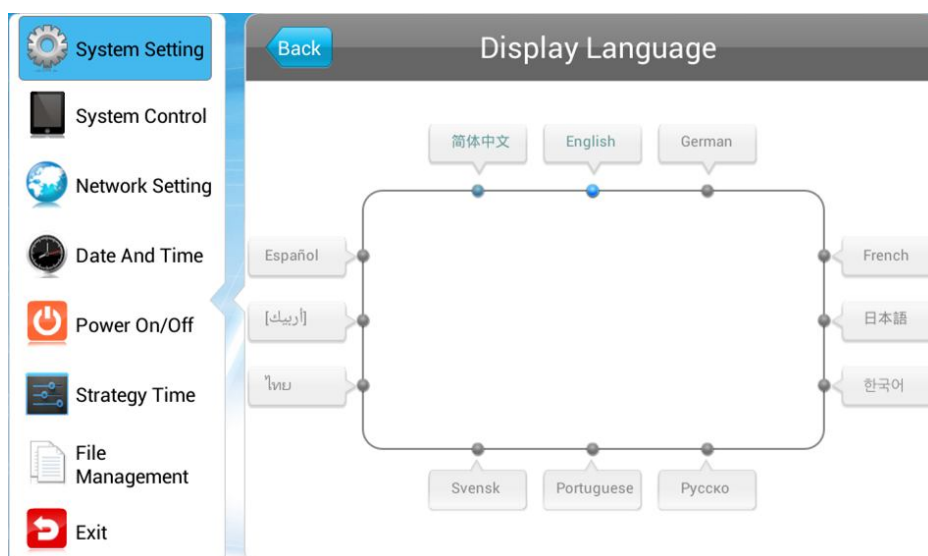 System Setting
System Control
Network Setting
Date And Time
Power On/Off
Strategy Time
File
Management
Exit
Back
Display Language
简体中文
English
German
Español
French
[أربيك]
日本語
ไทย
한국어
Svensk
Portuguese
Русско